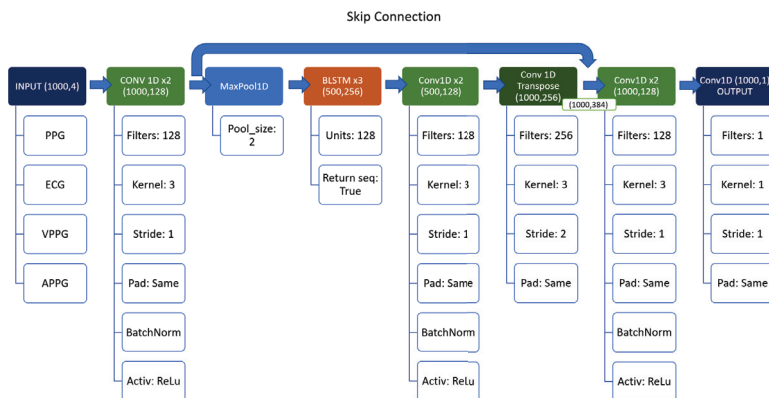 Skip Connection
INPUT (1000,4)
CONV 1D x2
(1000,128)
MaxPool1D
BLSTM x3
(500,256)
Conv1D x2
(500,128)
Conv 1D
Transpose
(1000,256)
(1000,384)
Conv1D x2
(1000,128)
Conv1D (1000,1)
OUTPUT
PPG
ECG
VPPG
APPG
Filters: 128
Kernel: 3
Stride: 1
Pad: Same
BatchNorm
Activ: ReLu
Pool_size:
2
Units: 128
Return seq:
True
Filters: 128
Kernel: 3
Stride: 1
Pad: Same
BatchNorm
Activ: ReLu
Filters: 256
Kernel: 3
Stride: 2
Pad: Same
Filters: 128
Kernel: 3
Stride: 1
Pad: Same
BatchNorm
Activ: ReLu
Filters: 1
Kernel: 1
Stride: 1
Pad: Same